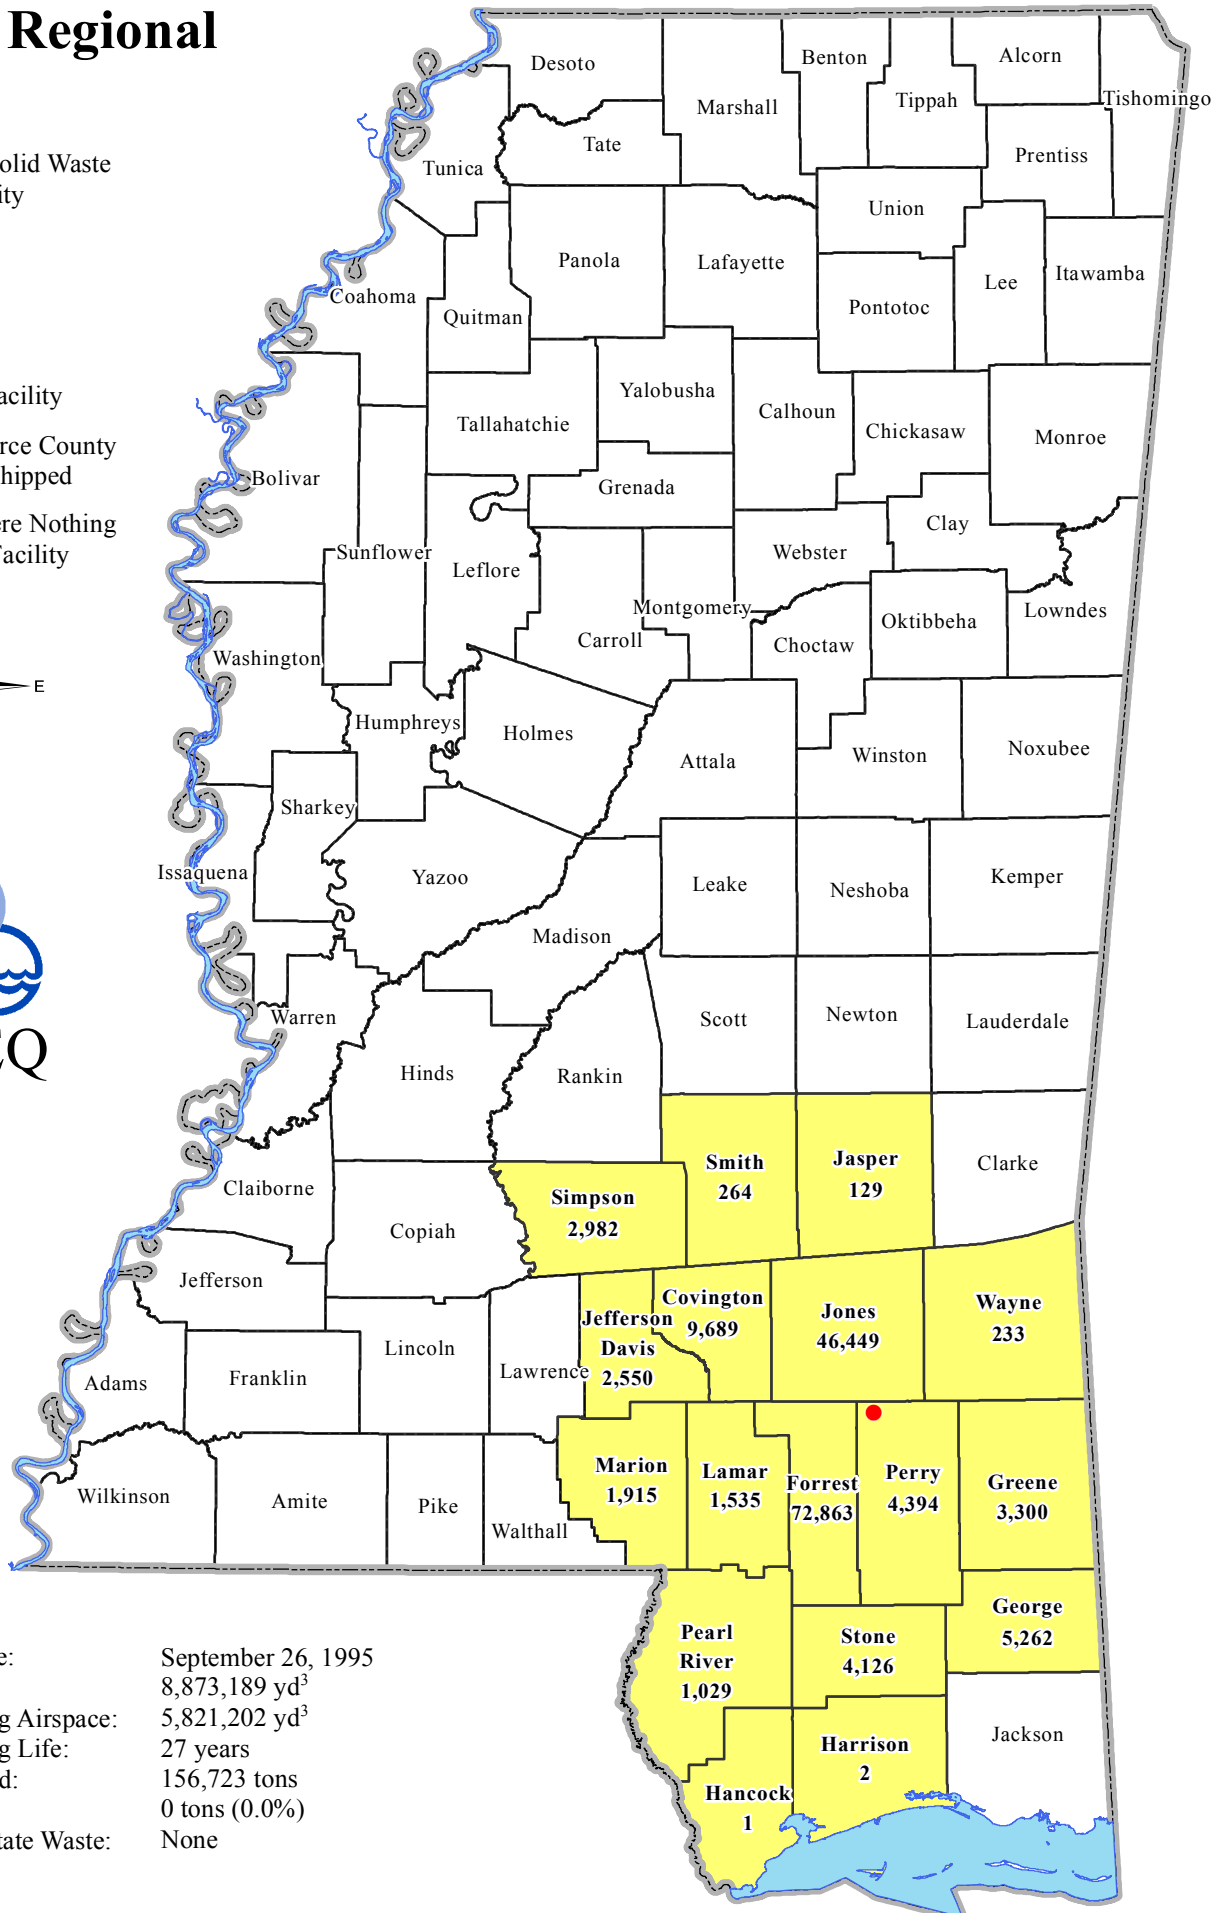 Regional
olid Waste
ity
acility
rce County
hipped
ere Nothing
Facility
E
CQ
Desoto
Benton
Alcorn
Marshall
Tippah
Tishomingo
Tate
Tunica
Prentiss
Union
Panola
Lafayette
Lee
Itawamba
Coahoma
Quitman
Pontotoc
Yalobusha
Calhoun
Tallahatchie
Chickasaw
Monroe
Bolivar
Grenada
Clay
Sunflower
Webster
Leflore
Montgomery
Lowndes
Carroll
Oktibbeha
Choctaw
Washington
Humphreys
Holmes
Attala
Winston
Noxubee
Sharkey
Issaquena
Yazoo
Leake
Neshoba
Kemper
Madison
Warren
Scott
Newton
Lauderdale
Hinds
Rankin
Smith
264
Jasper
129
Clarke
Claiborne
Simpson
2,982
Copiah
Jefferson
Jefferson
Davis
2,550
Covington
9,689
Jones
46,449
Wayne
233
Lincoln
Lawrence
Adams
Franklin
Marion
1,915
Lamar
1,535
Forrest
72,863
Perry
4,394
Greene
3,300
Wilkinson
Amite
Pike
Walthall
George
5,262
Pearl
River
1,029
Stone
4,126
Jackson
Harrison
2
Hancock
1
e: September 26, 1995
8,873,189 yd³
g Airspace: 5,821,202 yd³
g Life: 27 years
d: 156,723 tons
0 tons (0.0%)
tate Waste: None